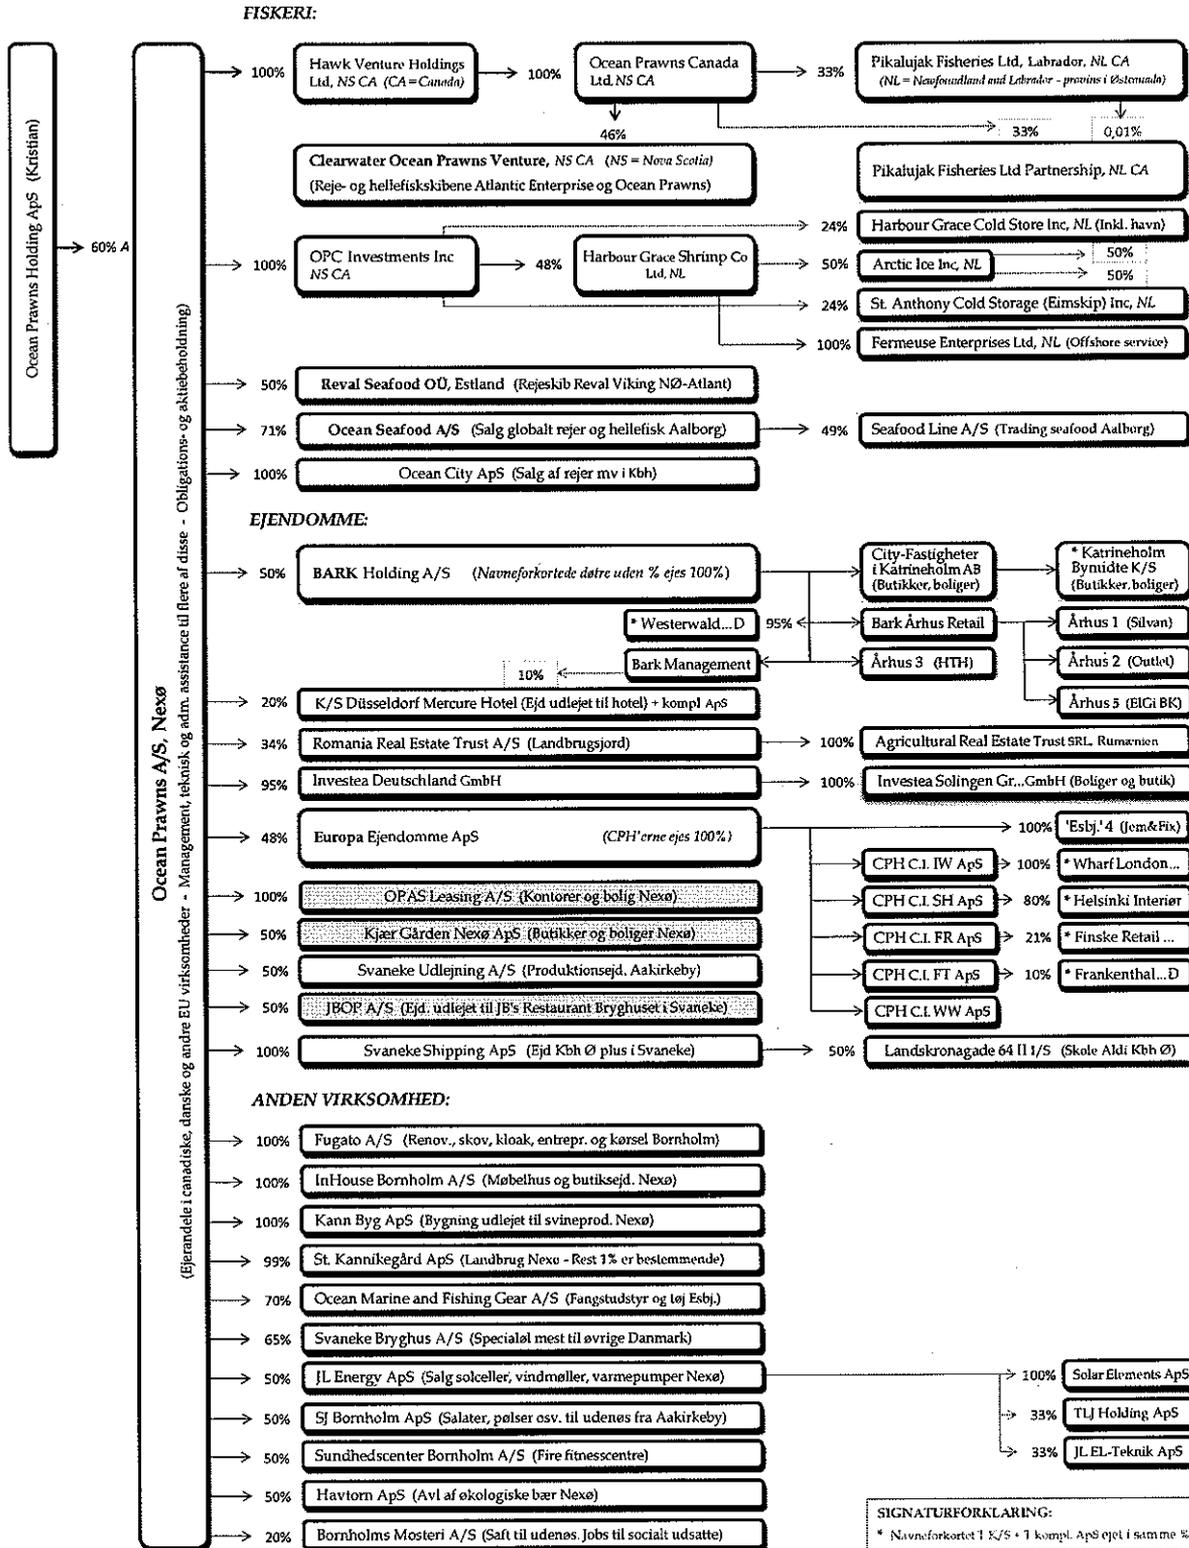 FISKERI:
Ocean Prawns Holding ApS (Kristian)
60% A
Ocean Prawns A/S, Nexø
(Ejerandele i canadiske, danske og andre EU virksomheder - Management, teknisk og adm. assistance til flere af disse - Obligations- og aktiebeholdning)
100%
Hawk Venture Holdings
Ltd, NS CA (CA = Canada)
100%
Ocean Prawns Canada
Ltd, NS CA
33%
Pikalujak Fisheries Ltd, Labrador, NL CA
(NL = Newfoundland and Labrador - provins i Østcanada)
46%
33%
0,01%
Clearwater Ocean Prawns Venture, NS CA (NS = Nova Scotia)
(Reje- og hellefiskskibene Atlantic Enterprise og Ocean Prawns)
Pikalujak Fisheries Ltd Partnership, NL CA
24%
Harbour Grace Cold Store Inc, NL (Inkl. havn)
100%
OPC Investments Inc
NS CA
48%
Harbour Grace Shrimp Co
Ltd, NL
50%
Arctic Ice Inc, NL
50%
50%
24%
St. Anthony Cold Storage (Eimskip) Inc, NL
100%
Fermeuse Enterprises Ltd, NL (Offshore service)
50%
Reval Seafood OÜ, Estland (Rejeskib Reval Viking NØ-Atlant)
71%
Ocean Seafood A/S (Salg globalt rejer og hellefisk Aalborg)
49%
Seafood Line A/S (Trading seafood Aalborg)
100%
Ocean City ApS (Salg af rejer mv i Kbh)
EJENDOMME:
50%
BARK Holding A/S (Navneforkortede døtre uden % ejes 100%)
City-Fastigheter
i Katrineholm AB
(Butikker, boliger)
* Katrineholm
Bymidte K/S
(Butikker, boliger)
* Westerwald...D
95%
Bark Århus Retail
Århus 1 (Silvan)
Bark Management
Århus 3 (HTH)
Århus 2 (Outlet)
10%
20%
K/S Düsseldorf Mercure Hotel (Ejd udlejet til hotel) + kompl ApS
Århus 5 (ElGi BK)
34%
Romania Real Estate Trust A/S (Landbrugsjord)
100%
Agricultural Real Estate Trust SRL. Rumænien
95%
Investea Deutschland GmbH
100%
Investea Solingen Gr...GmbH (Boliger og butik)
48%
Europa Ejendomme ApS (CPH'erne ejes 100%)
100%
'Esbj.' 4 (Jem&Fix)
CPH C.I. IW ApS
100%
* Wharf London...
100%
OPAS Leasing A/S (Kontorer og bolig Nexø)
CPH C.I. SH ApS
80%
* Helsinki Interiør
50%
Kjær Gården Nexø ApS (Butikker og boliger Nexø)
CPH C.I. FR ApS
21%
* Finske Retail ...
50%
Svaneke Udlejning A/S (Produktionsejd. Aakirkeby)
CPH C.I. FT ApS
10%
* Frankenthal...D
50%
JBOP A/S (Ejd. udlejet til JB's Restaurant Bryghuset i Svaneke)
CPH C.I. WW ApS
100%
Svaneke Shipping ApS (Ejd Kbh Ø plus i Svaneke)
50%
Landskronagade 64 II I/S (Skole Aldi Kbh Ø)
ANDEN VIRKSOMHED:
100%
Fugato A/S (Renov., skov, kloak, entrepr. og kørsel Bornholm)
100%
InHouse Bornholm A/S (Møbelhus og butiksejd. Nexø)
100%
Kann Byg ApS (Bygning udlejet til svineprod. Nexø)
99%
St. Kannikegård ApS (Landbrug Nexø - Rest 1% er bestemmende)
70%
Ocean Marine and Fishing Gear A/S (Fangstudstyr og tøj Esbj.)
65%
Svaneke Bryghus A/S (Specialøl mest til øvrige Danmark)
50%
JL Energy ApS (Salg solceller, vindmøller, varmepumper Nexø)
100%
Solar Elements ApS
50%
SJ Bornholm ApS (Salater, pølser osv. til udenøs fra Aakirkeby)
33%
TLJ Holding ApS
50%
Sundhedscenter Bornholm A/S (Fire fitnesscentre)
33%
JL EL-Teknik ApS
50%
Havtorn ApS (Avl af økologiske bær Nexø)
20%
Bornholms Mosteri A/S (Saft til udenøs. Jobs til socialt udsatte)
SIGNATURFORKLARING:
* Navneforkortet 1 K/S + 1 kompl. ApS ejet i samme %